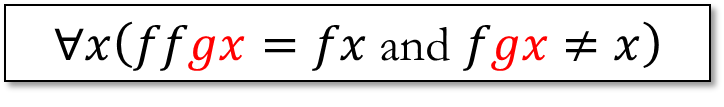 ∀x(ffgx = fx and fgx ≠ x)